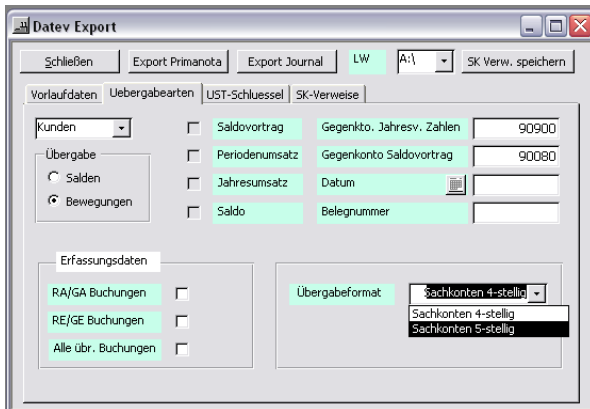 Datev Export
Schließen Export Primanota Export Journal LW A:\ SK Verw. speichern
Vorlaufdaten Uebergabearten UST-Schluessel SK-Verweise
Kunden Saldovortrag Gegenkto. Jahresv. Zahlen 90900
Übergabe Periodenumsatz Gegenkonto Saldovortrag 90080
Salden Jahresumsatz Datum
Bewegungen Saldo Belegnummer
Erfassungsdaten
RA/GA Buchungen Übergabeformat Sachkonten 4-stellig
Sachkonten 4-stellig
RE/GE Buchungen Sachkonten 5-stellig
Alle übr. Buchungen